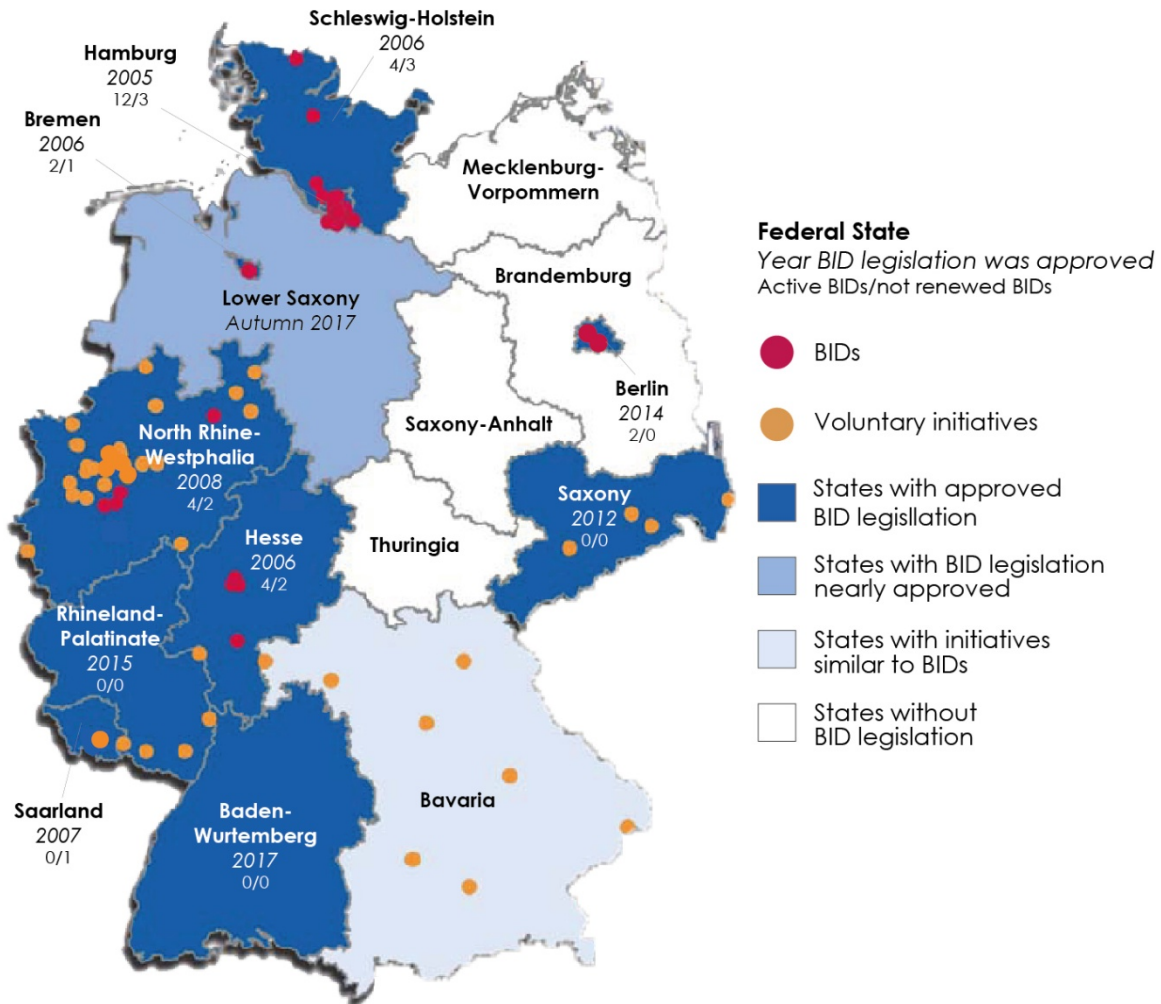 Schleswig-Holstein
2006
4/3
Hamburg
2005
12/3
Bremen
2006
2/1
Mecklenburg-
Vorpommern
Brandemburg
Lower Saxony
Autumn 2017
Berlin
2014
2/0
Saxony-Anhalt
North Rhine-
Westphalia
2008
4/2
Saxony
2012
0/0
Hesse
2006
4/2
Thuringia
Rhineland-
Palatinate
2015
0/0
Saarland
2007
0/1
Baden-
Wurtemberg
2017
0/0
Bavaria
Federal State
Year BID legislation was approved
Active BIDs/not renewed BIDs
BIDs
Voluntary initiatives
States with approved
BID legisllation
States with BID legislation
nearly approved
States with initiatives
similar to BIDs
States without
BID legislation